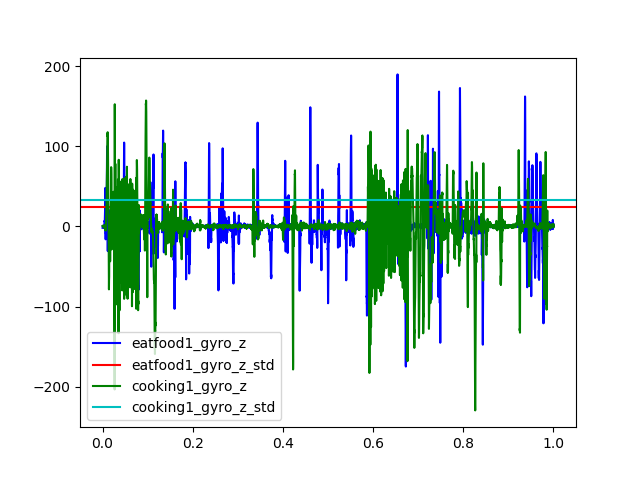 200
100
0
−100
−200
eatfood1_gyro_z
eatfood1_gyro_z_std
cooking1_gyro_z
cooking1_gyro_z_std
0.0 0.2 0.4 0.6 0.8 1.0